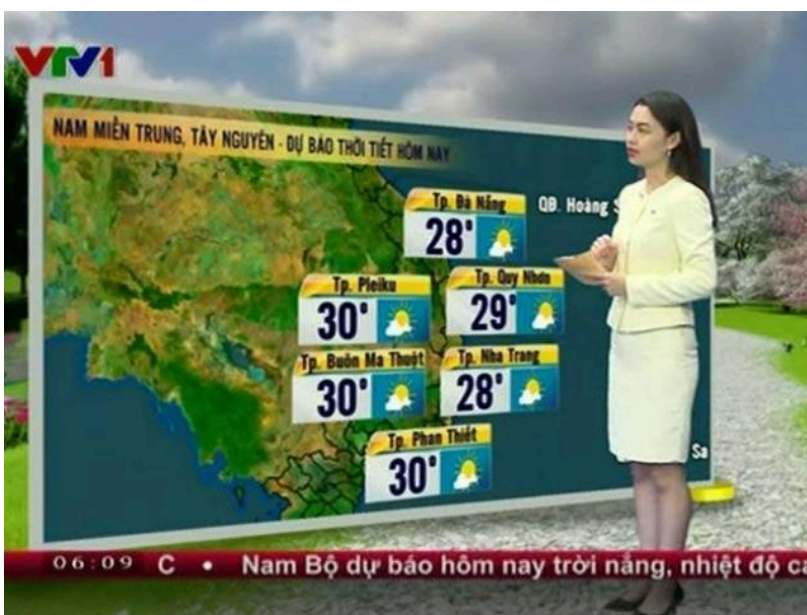 VTV1
NAM MIỀN TRUNG, TÂY NGUYÊN - DỰ BÁO THỜI TIẾT HÔM NAY
Tp. Đà Nẵng
28°
QĐ. Hoàng
Tp. Pleiku
30°
Tp. Quy Nhơn
29°
Tp. Buôn Ma Thuột
30°
Tp. Nha Trang
28°
Tp. Phan Thiết
30°
Sa
06:09 C • Nam Bộ dự báo hôm nay trời nắng, nhiệt độ